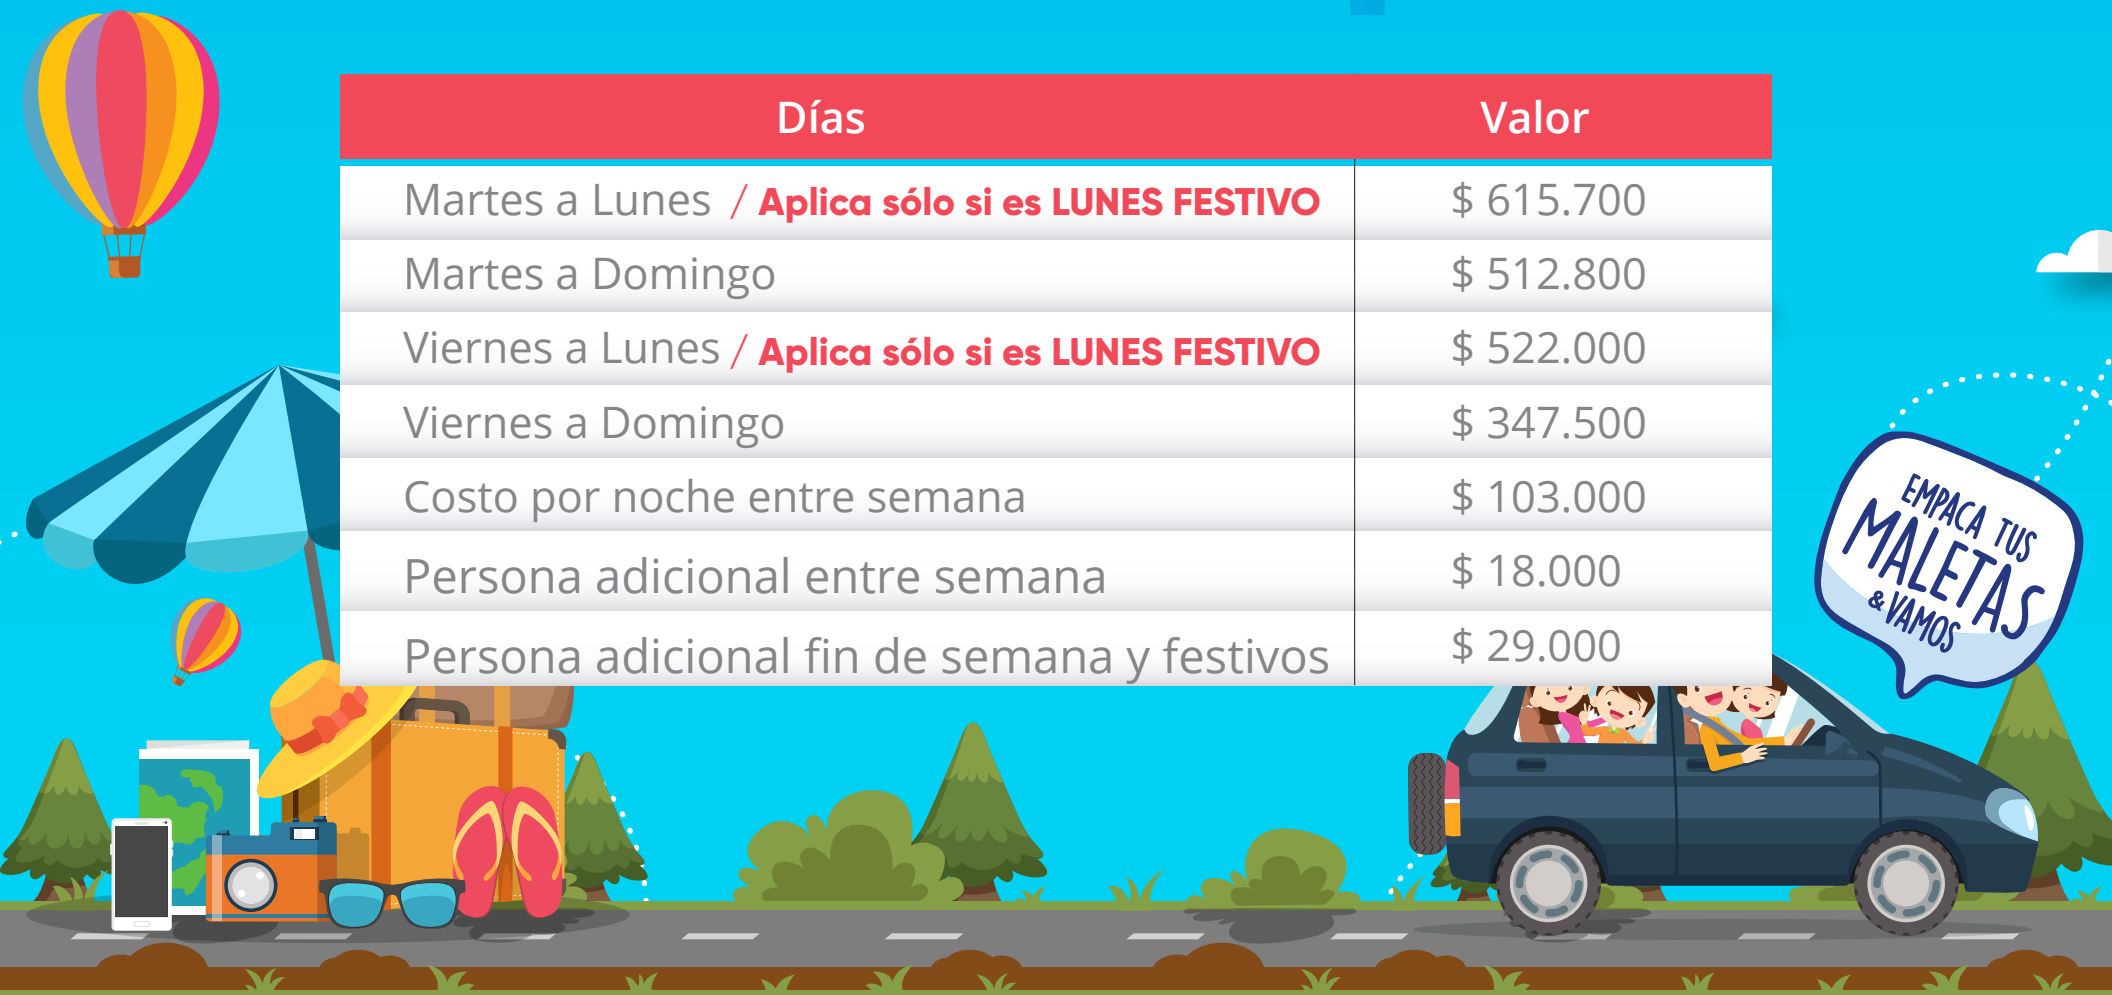 Días Valor
Martes a Lunes / Aplica sólo si es LUNES FESTIVO $ 615.700
Martes a Domingo $ 512.800
Viernes a Lunes / Aplica sólo si es LUNES FESTIVO $ 522.000
Viernes a Domingo $ 347.500
Costo por noche entre semana $ 103.000
Persona adicional entre semana $ 18.000
Persona adicional fin de semana y festivos $ 29.000
EMPACA TUS
MALETAS
& VAMOS